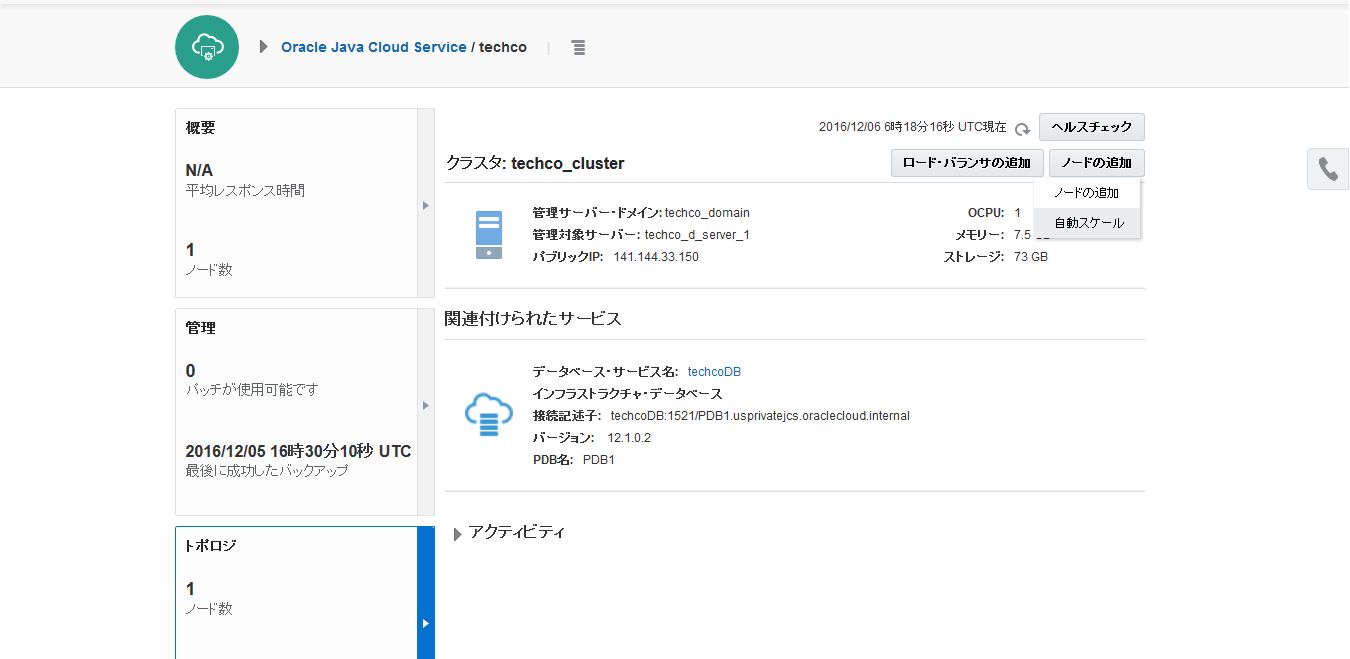 Oracle Java Cloud Service / techco
概要
N/A
平均レスポンス時間
1
ノード数
管理
0
パッチが使用可能です
2016/12/05 16時30分10秒 UTC
最後に成功したバックアップ
トポロジ
1
ノード数
2016/12/06 6時18分16秒 UTC現在
ヘルスチェック
クラスタ: techco_cluster
ロード・バランサの追加
ノードの追加
ノードの追加
自動スケール
管理サーバー・ドメイン: techco_domain
OCPU: 1
管理対象サーバー: techco_d_server_1
メモリー: 7.5
パブリックIP: 141.144.33.150
ストレージ: 73 GB
関連付けられたサービス
データベース・サービス名: techcoDB
インフラストラクチャ・データベース
接続記述子: techcoDB:1521/PDB1.usprivatejcs.oraclecloud.internal
バージョン: 12.1.0.2
PDB名: PDB1
アクティビティ